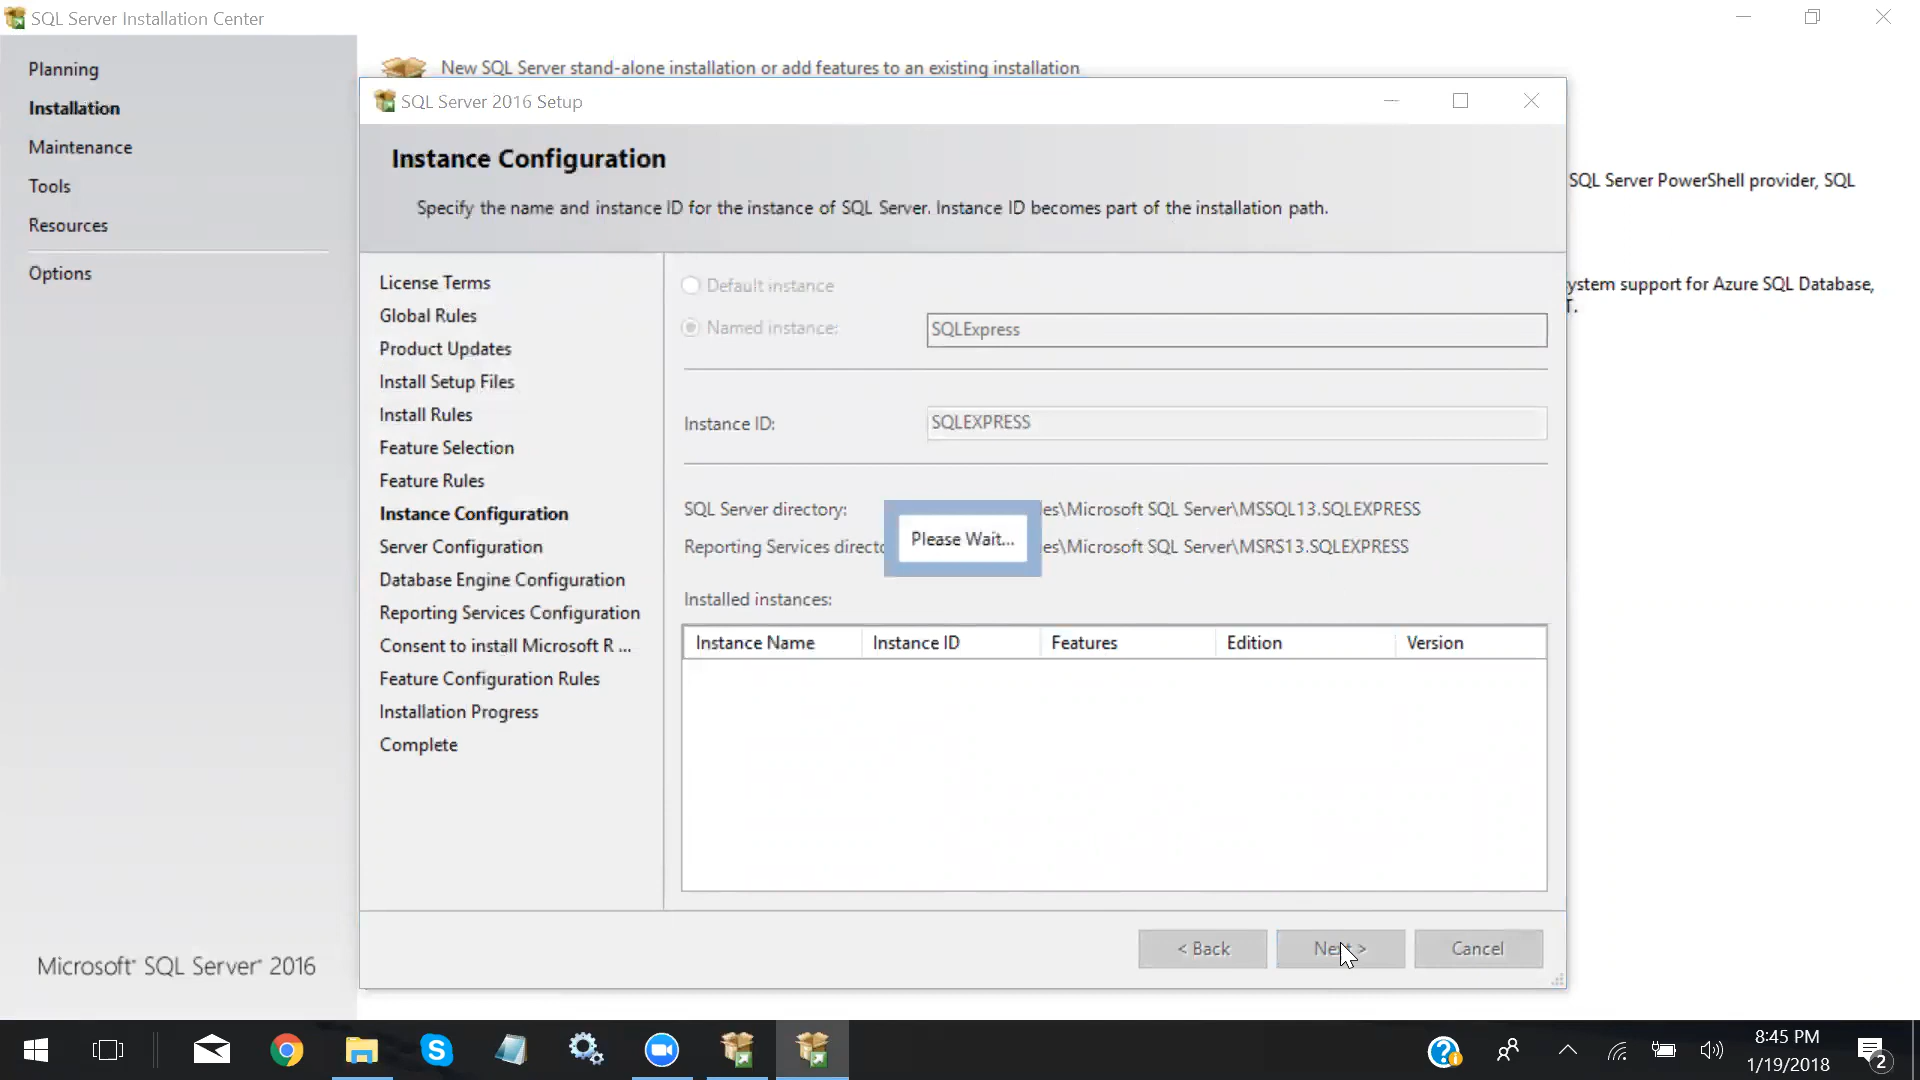 SQL Server Installation Center
Planning
Installation
Maintenance
Tools
Resources
Options
Microsoft SQL Server 2016
New SQL Server stand-alone installation or add features to an existing installation
SQL Server PowerShell provider, SQL
ystem support for Azure SQL Database,
T.
SQL Server 2016 Setup
Instance Configuration
Specify the name and instance ID for the instance of SQL Server. Instance ID becomes part of the installation path.
License Terms
Global Rules
Product Updates
Install Setup Files
Install Rules
Feature Selection
Feature Rules
Instance Configuration
Server Configuration
Database Engine Configuration
Reporting Services Configuration
Consent to install Microsoft R ...
Feature Configuration Rules
Installation Progress
Complete
Default instance
Named instance: SQLExpress
Instance ID: SQLEXPRESS
SQL Server directory: es\Microsoft SQL Server\MSSQL13.SQLEXPRESS
Reporting Services directo es\Microsoft SQL Server\MSRS13.SQLEXPRESS
Please Wait...
Installed instances:
Instance Name Instance ID Features Edition Version
< Back Next > Cancel
8:45 PM
1/19/2018
2